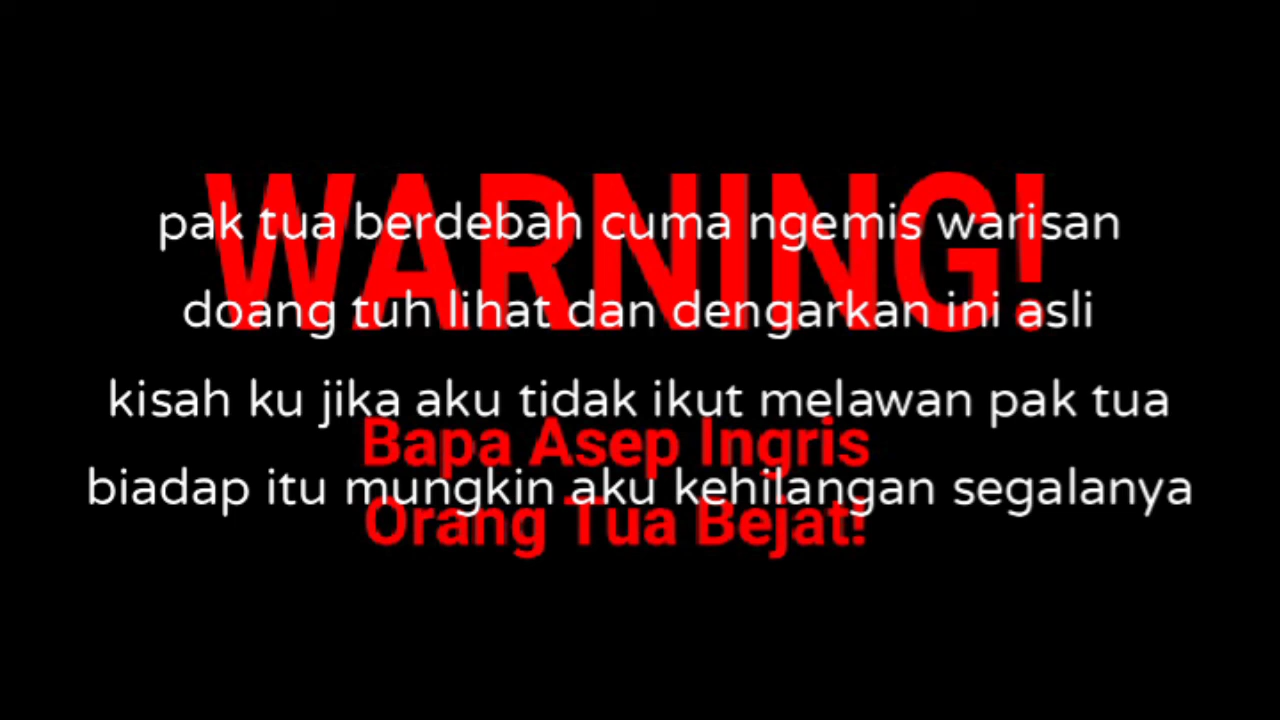 WARNING!
pak tua berdebah cuma ngemis warisan
doang tuh lihat dan dengarkan ini asli
kisah ku jika aku tidak ikut melawan pak tua
Bapa Asep Ingris
biadap itu mungkin aku kehilangan segalanya
Orang Tua Bejat!